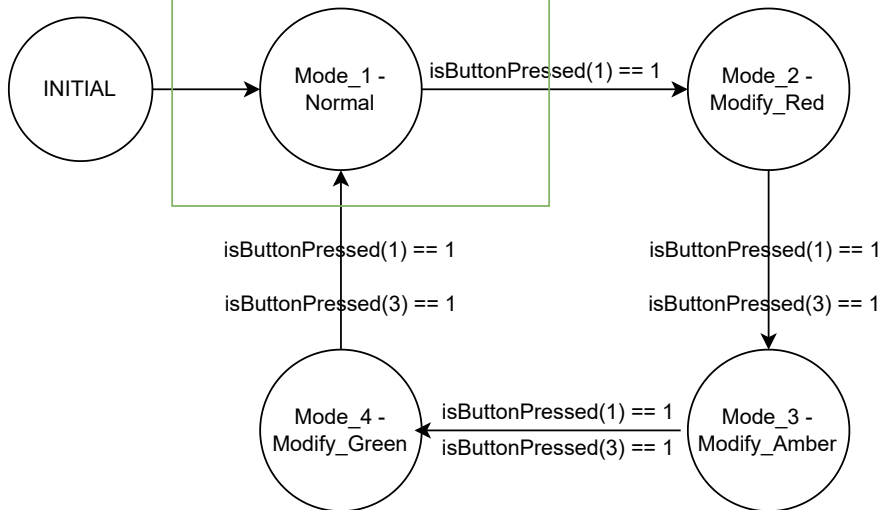 INITIAL
Mode_1 -
Normal
isButtonPressed(1) == 1
Mode_2 -
Modify_Red
isButtonPressed(1) == 1
isButtonPressed(3) == 1
isButtonPressed(1) == 1
isButtonPressed(3) == 1
Mode_4 -
Modify_Green
isButtonPressed(1) == 1
isButtonPressed(3) == 1
Mode_3 -
Modify_Amber